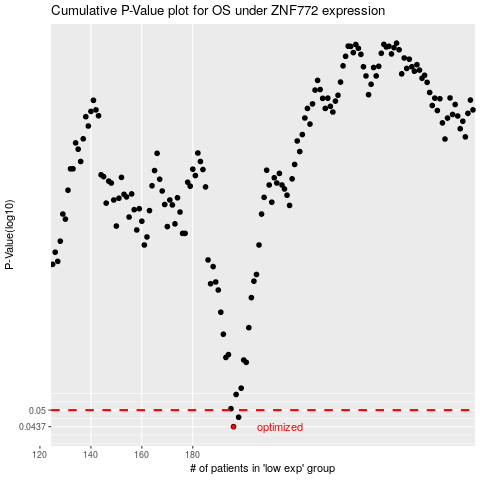 Cumulative P-Value plot for OS under ZNF772 expression
P-Value(log10)
0.05
0.0437
optimized
120 140 160 180
# of patients in 'low exp' group